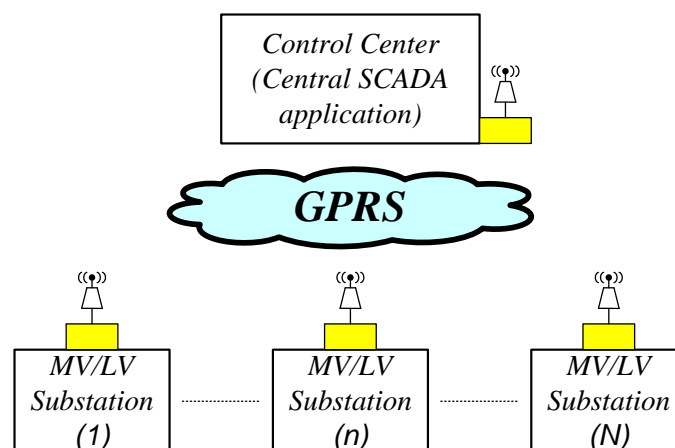 Control Center
(Central SCADA
application)
GPRS
MV/LV
Substation
(1)
MV/LV
Substation
(n)
MV/LV
Substation
(N)